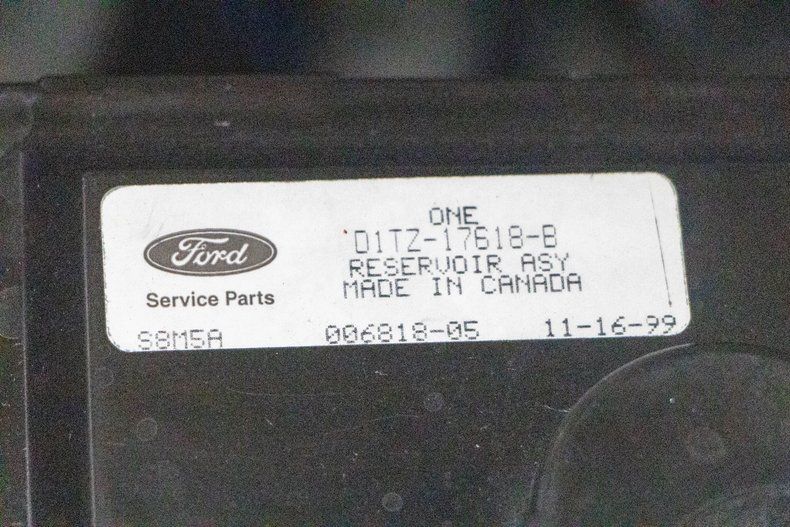 ONE
Ford
D1TZ-17618-B
RESERVOIR ASY
MADE IN CANADA
Service Parts
S8M5A 006818-05 11-16-99